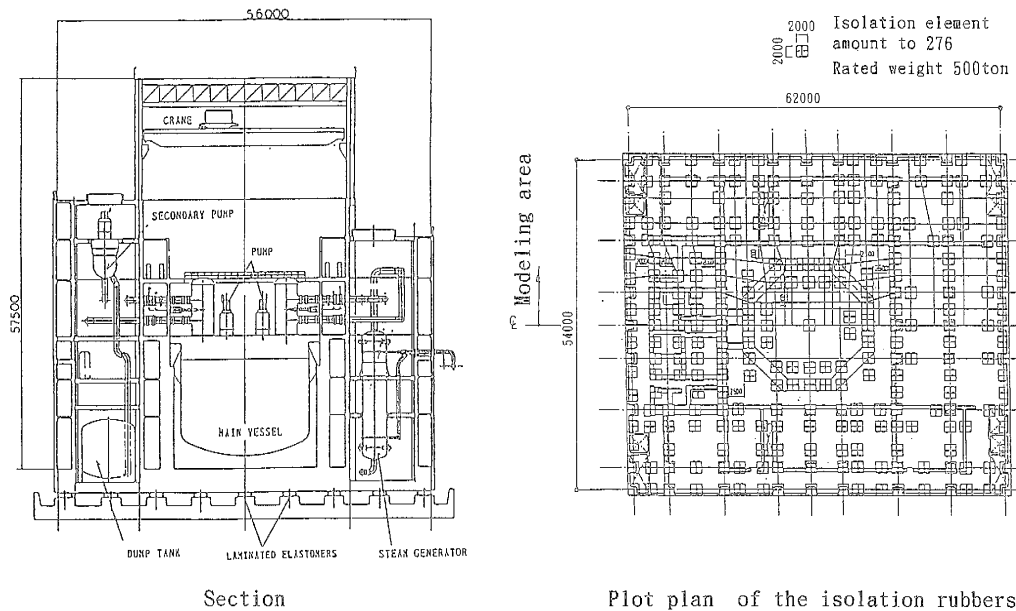 56000
CRANE
SECONDARY PUMP
PUMP
57500
MAIN VESSEL
DUMP TANK
LAMINATED ELASTOMERS
STEAM GENERATOR
Section
2000
2000
Isolation element
amount to 276
Rated weight 500ton
62000
Modeling area
54000
Plot plan of the isolation rubbers